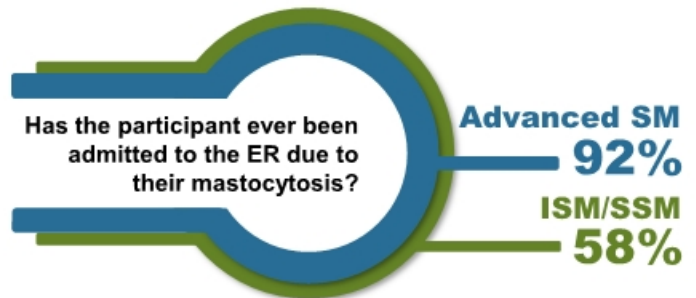 Has the participant ever been
admitted to the ER due to
their mastocytosis?
Advanced SM
92%
ISM/SSM
58%